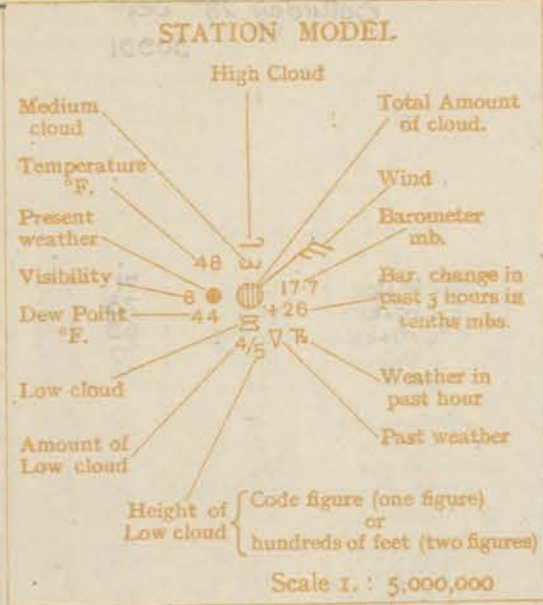 STATION MODEL
High Cloud
Medium cloud
Total Amount of cloud.
Temperature °F.
Wind
Present weather
Barometer mb.
48
Visibility
6
17·7
Bar. change in past 3 hours in tenths mbs.
Dew Point °F.
44
+26
4/5
Low cloud
Weather in past hour
Amount of Low cloud
Past weather
Height of Low cloud
Code figure (one figure)
or
hundreds of feet (two figures)
Scale 1. : 5,000,000